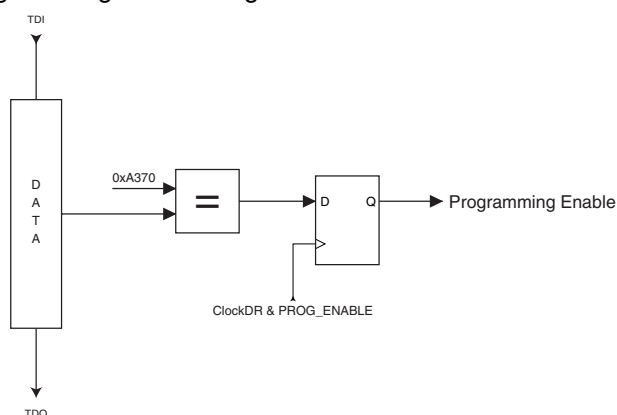 TDI
D
A
T
A
0xA370
=
D
Q
Programming Enable
ClockDR & PROG_ENABLE
TDO